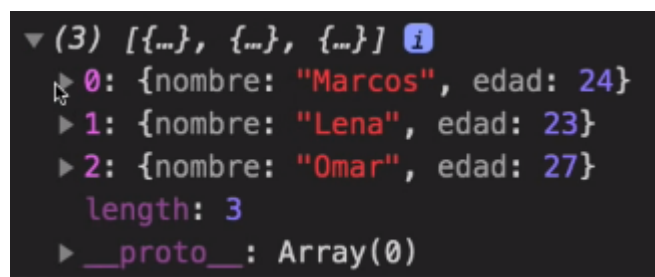 (3) [{…}, {…}, {…}] i
0: {nombre: "Marcos", edad: 24}
1: {nombre: "Lena", edad: 23}
2: {nombre: "Omar", edad: 27}
length: 3
__proto__: Array(0)